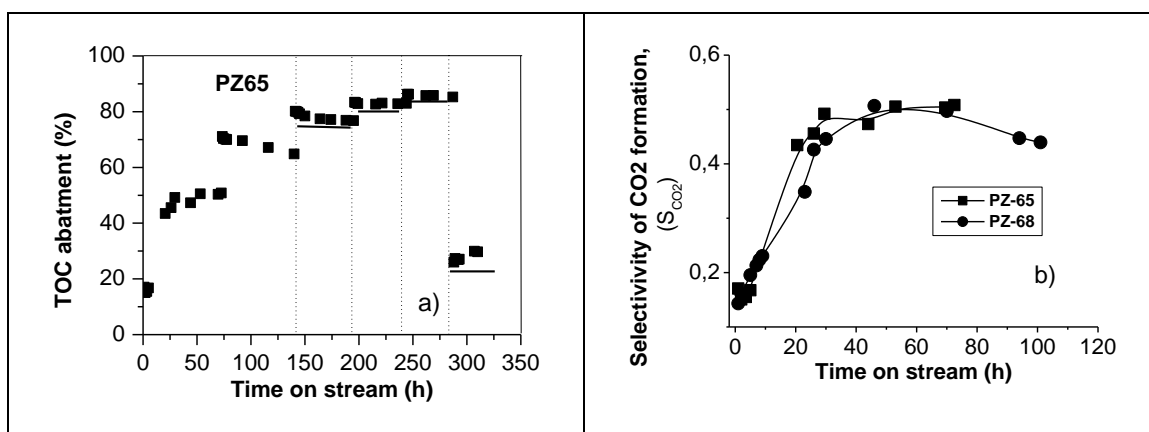 PZ65
TOC abatment (%)
100
80
60
40
20
0
a)
0 50 100 150 200 250 300 350
Time on stream (h)
Selectivivity of CO2 formation,
(S_CO2)
0,6
0,4
0,2
PZ-65
PZ-68
b)
0 20 40 60 80 100 120
Time on stream (h)